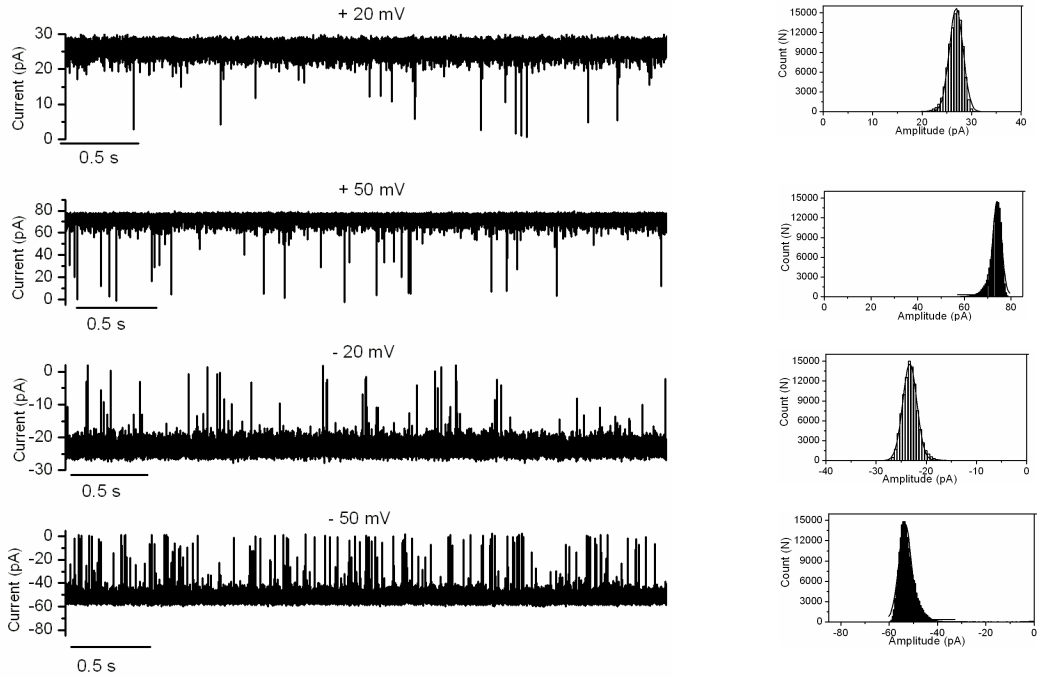 + 20 mV
Current (pA)
30
20
10
0
0.5 s
Count (N)
15000
12000
9000
6000
3000
0
0 10 20 30 40
Amplitude (pA)
+ 50 mV
Current (pA)
80
60
40
20
0
0.5 s
Count (N)
15000
12000
9000
6000
3000
0
0 20 40 60 80
Amplitude (pA)
- 20 mV
Current (pA)
0
-10
-20
-30
0.5 s
Count (N)
15000
12000
9000
6000
3000
0
-40 -30 -20 -10 0
Amplitude (pA)
- 50 mV
Current (pA)
0
-20
-40
-60
-80
0.5 s
Count (N)
15000
12000
9000
6000
3000
0
-80 -60 -40 -20 0
Amplitude (pA)